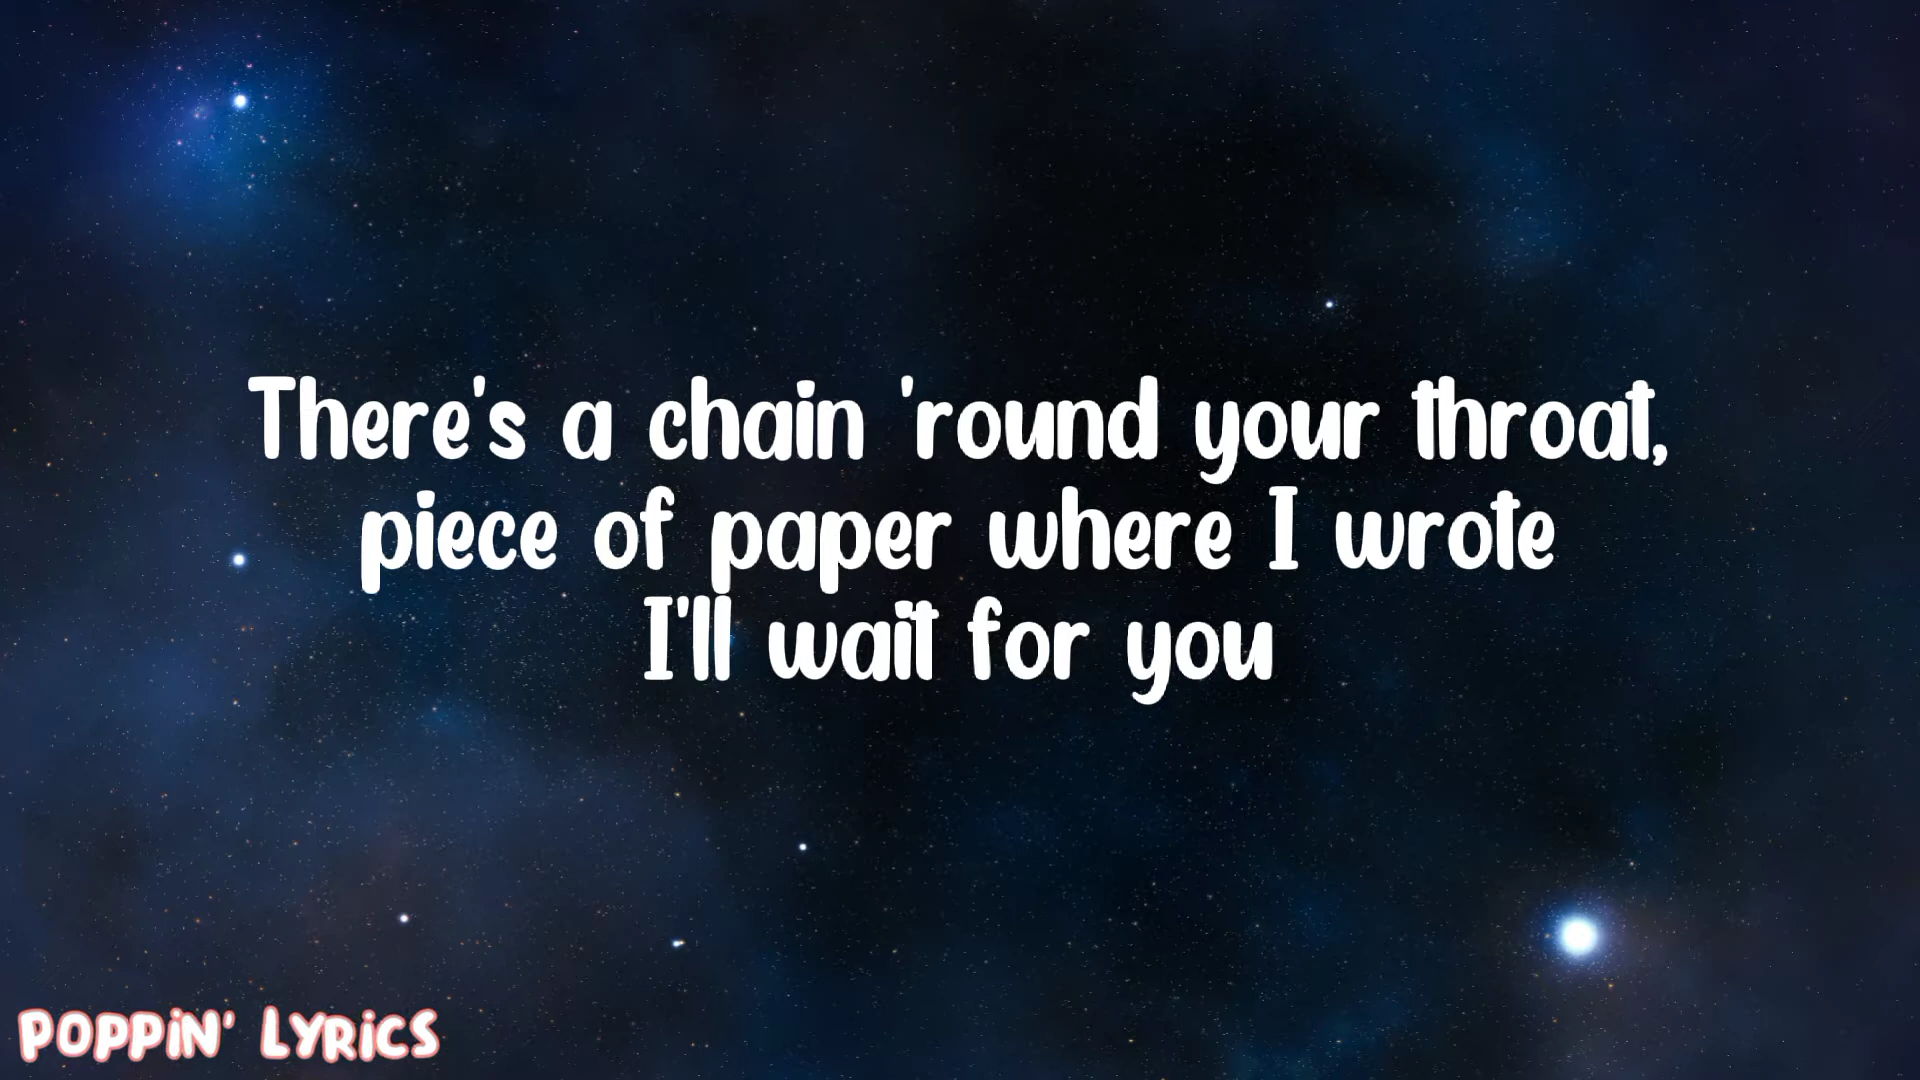 There's a chain 'round your throat,
piece of paper where I wrote
I'll wait for you
POPPiN' LYRiCS